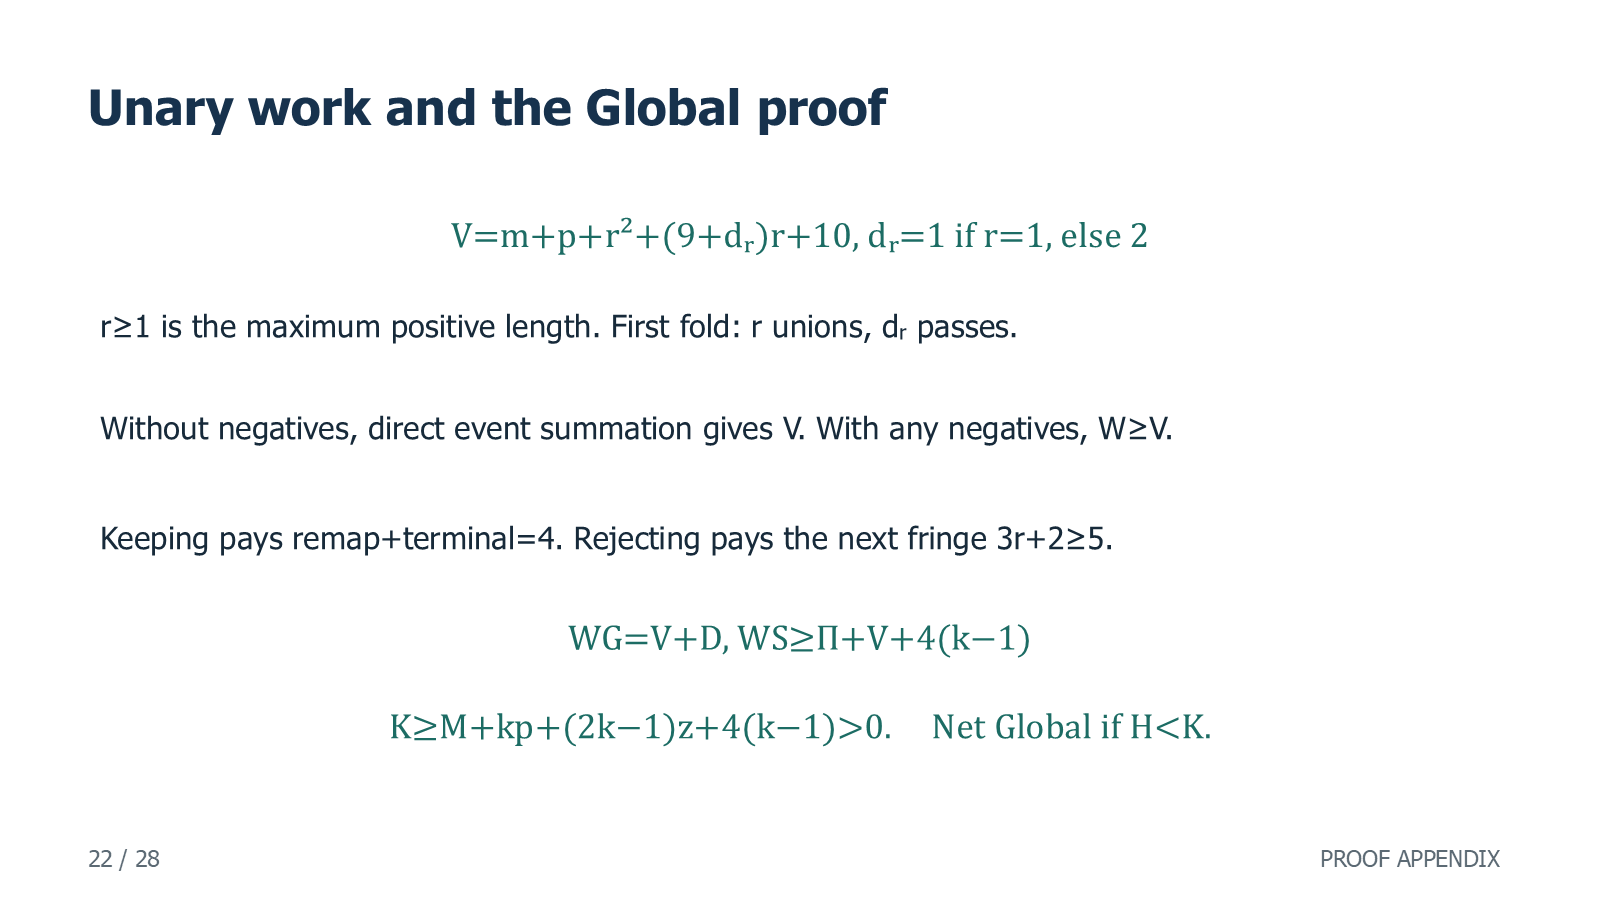 Unary work and the Global proof
V=m+p+r²+(9+dᵣ)r+10, dᵣ=1 if r=1, else 2
r≥1 is the maximum positive length. First fold: r unions, dᵣ passes.
Without negatives, direct event summation gives V. With any negatives, W≥V.
Keeping pays remap+terminal=4. Rejecting pays the next fringe 3r+2≥5.
WG=V+D, WS≥Π+V+4(k−1)
K≥M+kp+(2k−1)z+4(k−1)>0. Net Global if H<K.
22 / 28
PROOF APPENDIX